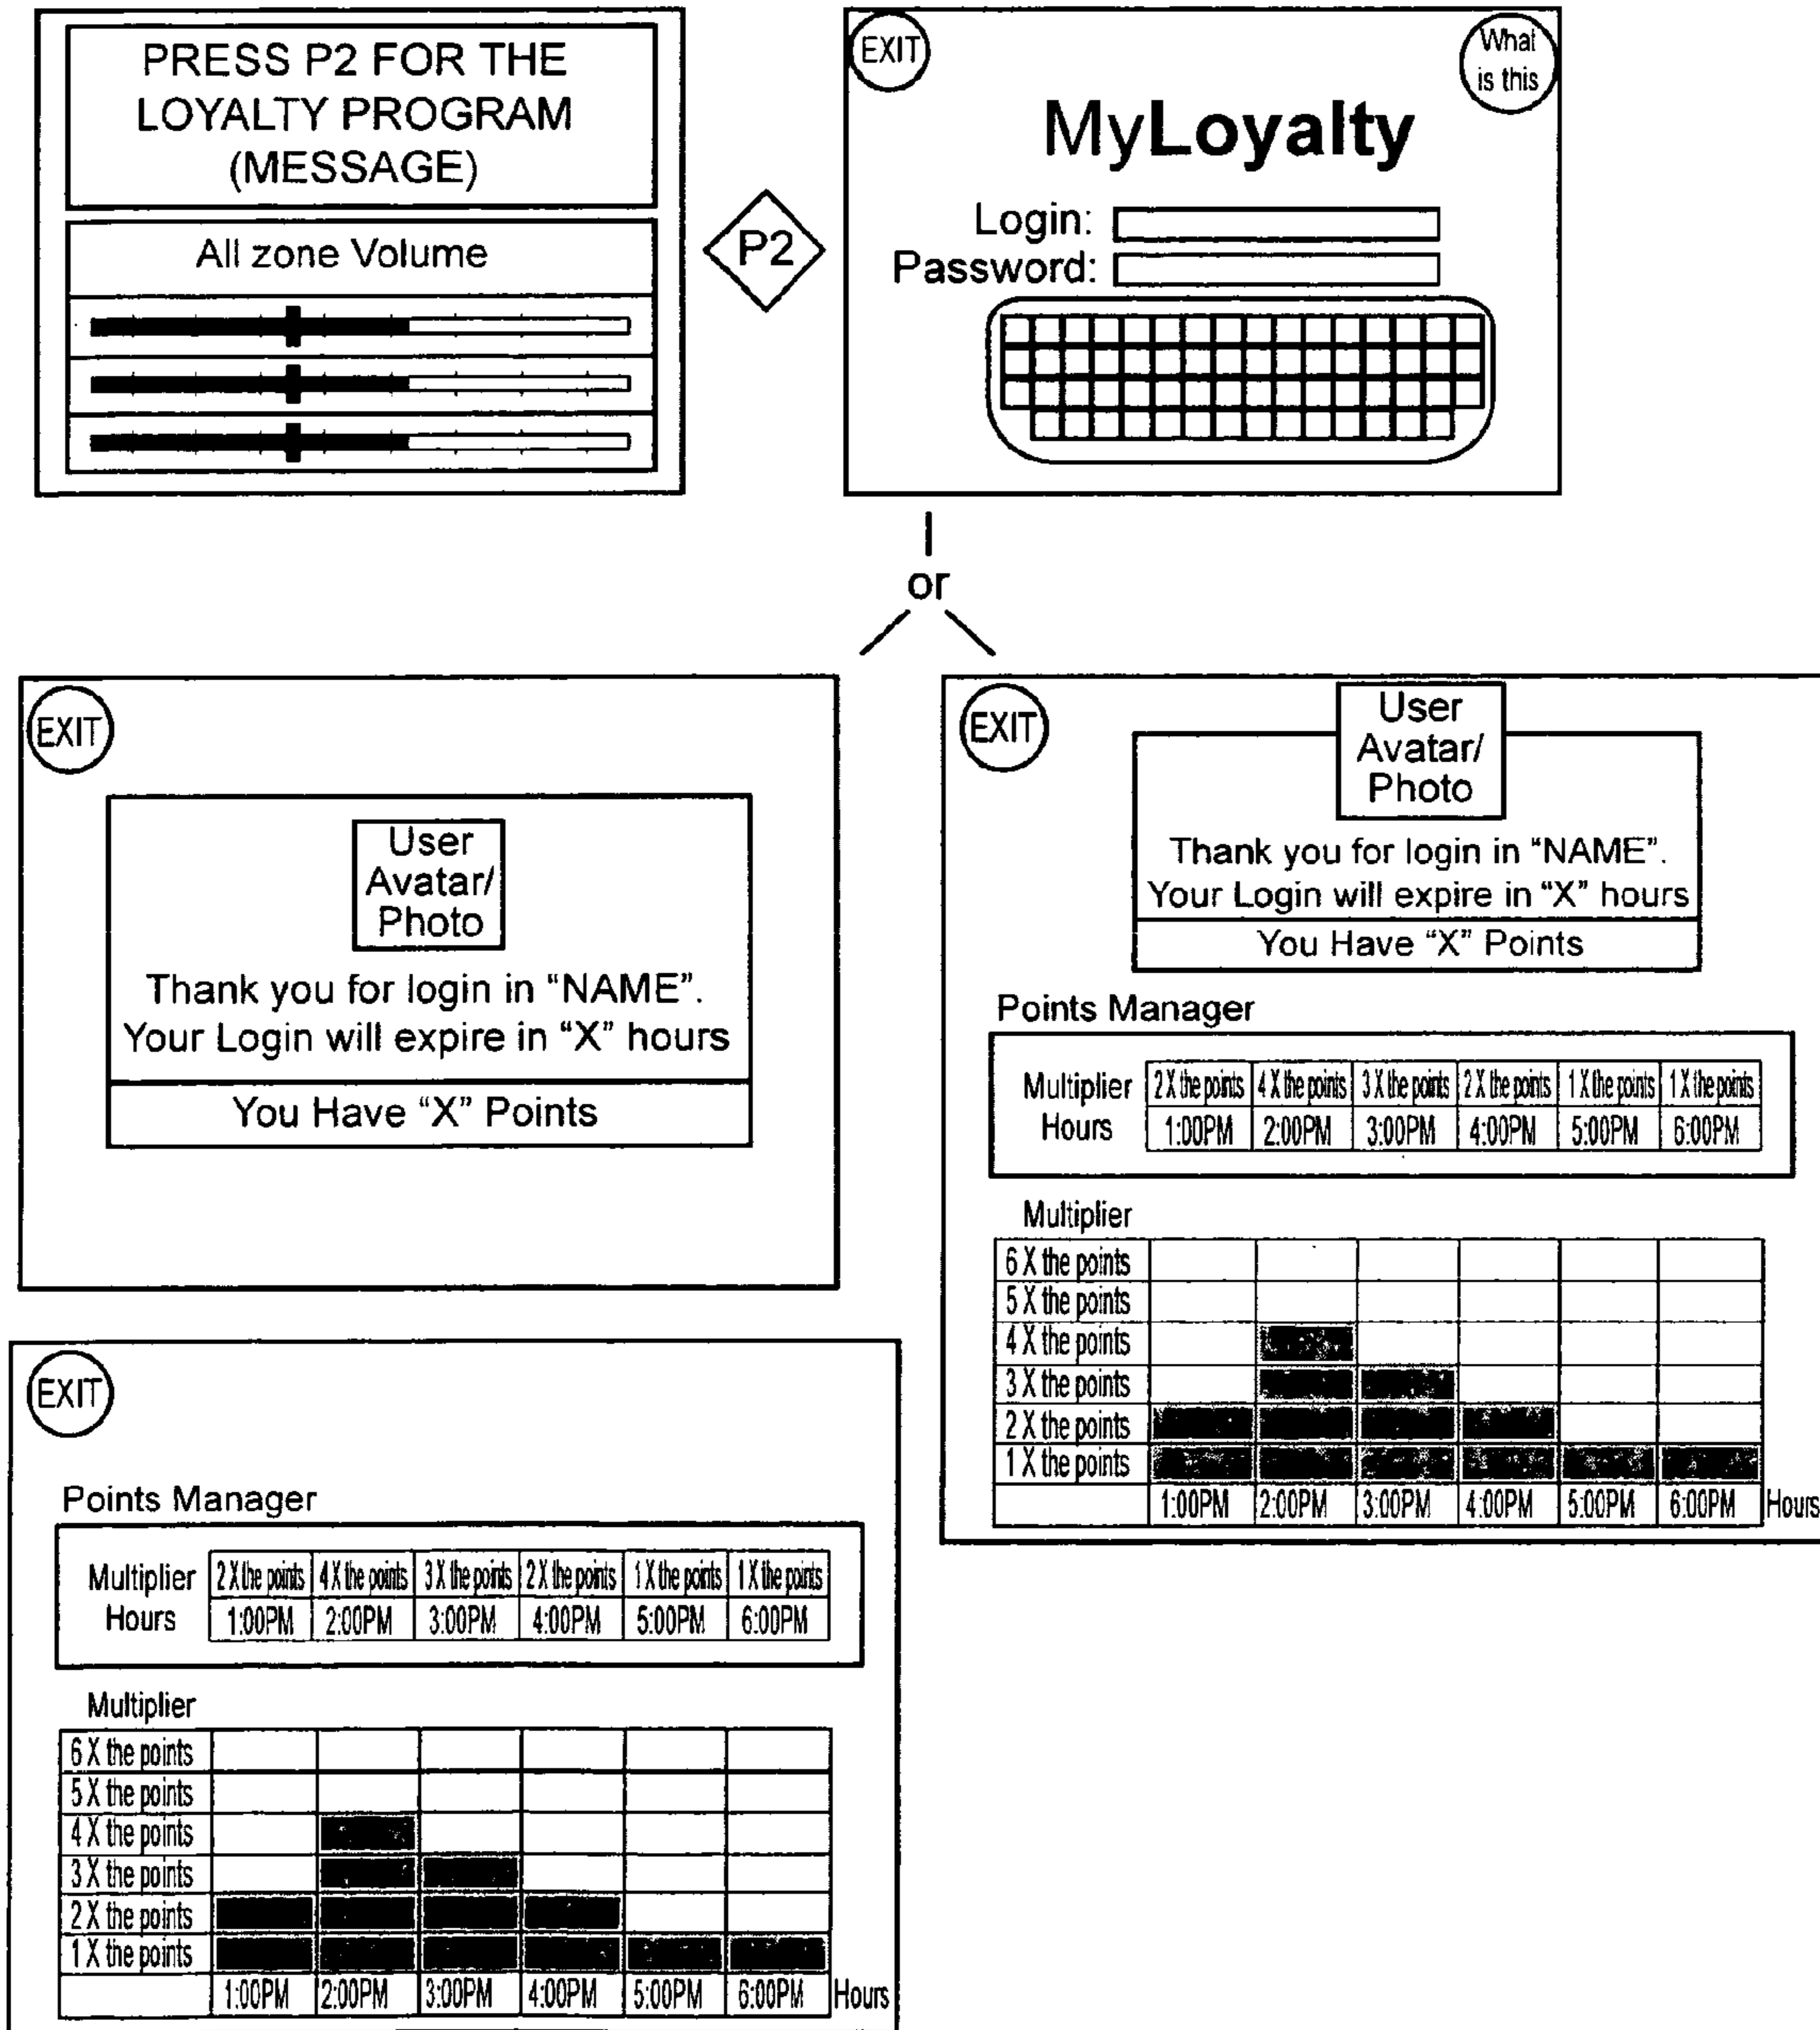 PRESS P2 FOR THE
LOYALTY PROGRAM
(MESSAGE)
All zone Volume
P2
EXIT
What
is this
MyLoyalty
Login:
Password:
or
EXIT
User
Avatar/
Photo
Thank you for login in “NAME”.
Your Login will expire in “X” hours
You Have “X” Points
EXIT
User
Avatar/
Photo
Thank you for login in “NAME”.
Your Login will expire in “X” hours
You Have “X” Points
Points Manager
Multiplier 2 X the points 4 X the points 3 X the points 2 X the points 1 X the points 1 X the points
Hours 1:00PM 2:00PM 3:00PM 4:00PM 5:00PM 6:00PM
Multiplier
6 X the points
5 X the points
4 X the points
3 X the points
2 X the points
1 X the points
1:00PM 2:00PM 3:00PM 4:00PM 5:00PM 6:00PM Hours
EXIT
Points Manager
Multiplier 2 X the points 4 X the points 3 X the points 2 X the points 1 X the points 1 X the points
Hours 1:00PM 2:00PM 3:00PM 4:00PM 5:00PM 6:00PM
Multiplier
6 X the points
5 X the points
4 X the points
3 X the points
2 X the points
1 X the points
1:00PM 2:00PM 3:00PM 4:00PM 5:00PM 6:00PM Hours